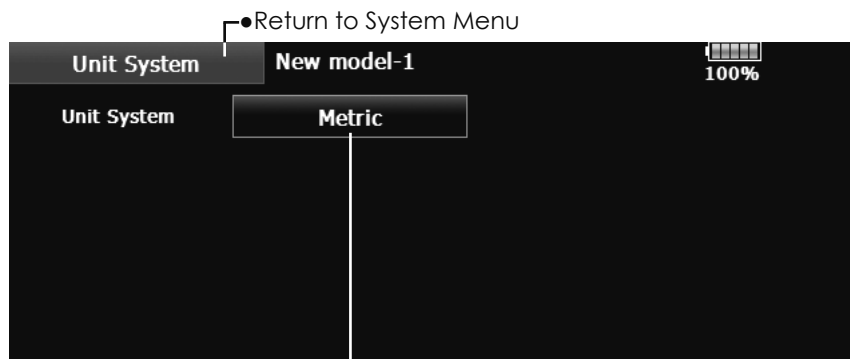 ●Return to System Menu
Unit System New model-1
100%
Unit System Metric